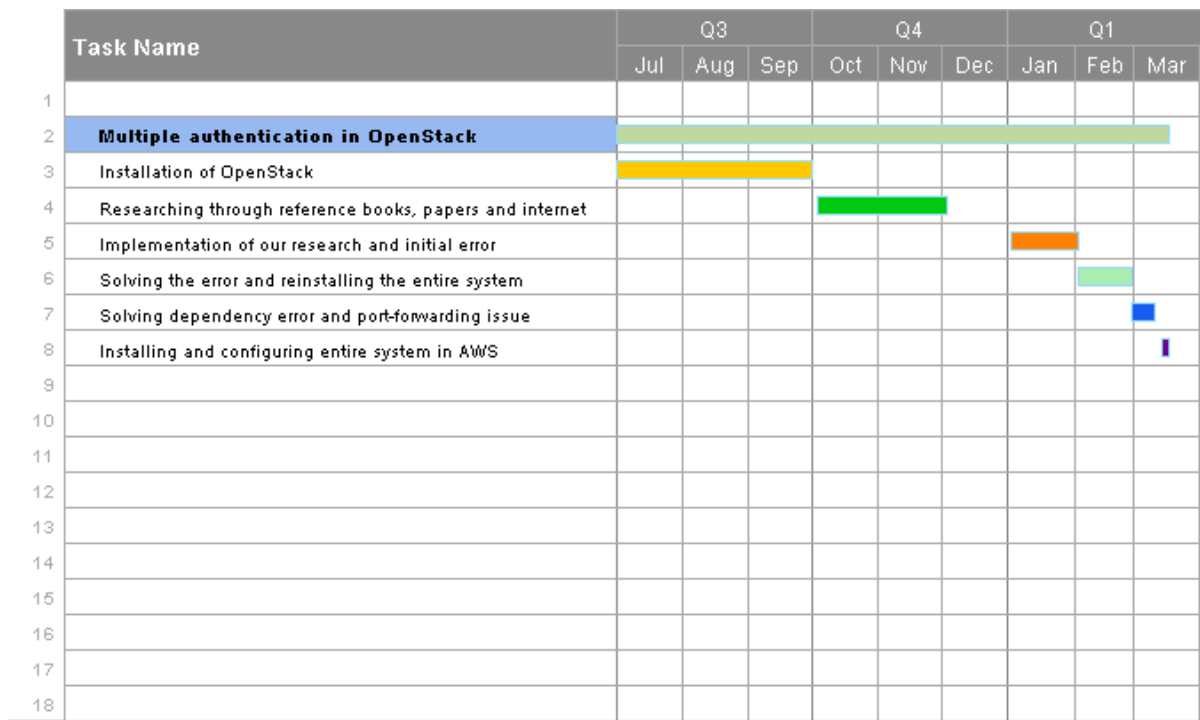 Task Name
Q3 Q4 Q1
Jul Aug Sep Oct Nov Dec Jan Feb Mar
1
2 Multiple authentication in OpenStack
3 Installation of OpenStack
4 Researching through reference books, papers and internet
5 Implementation of our research and initial error
6 Solving the error and reinstalling the entire system
7 Solving dependency error and port-forwarding issue
8 Installing and configuring entire system in AWS
9
10
11
12
13
14
15
16
17
18